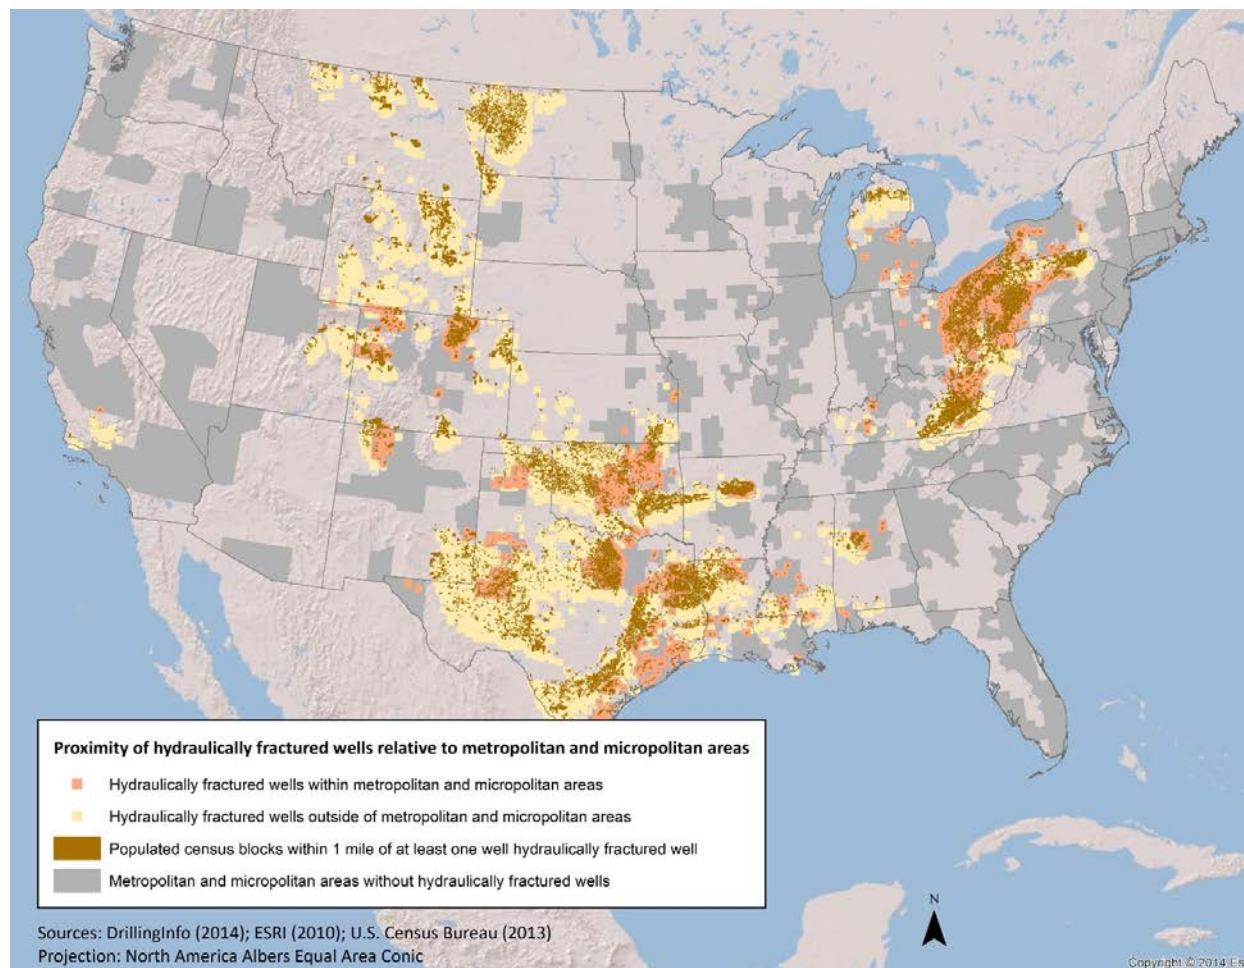 N
Proximity of hydraulically fractured wells relative to metropolitan and micropolitan areas
Hydraulically fractured wells within metropolitan and micropolitan areas
Hydraulically fractured wells outside of metropolitan and micropolitan areas
Populated census blocks within 1 mile of at least one well hydraulically fractured well
Metropolitan and micropolitan areas without hydraulically fractured wells
Sources: DrillingInfo (2014); ESRI (2010); U.S. Census Bureau (2013)
Projection: North America Albers Equal Area Conic
Copyright © 2014 Es